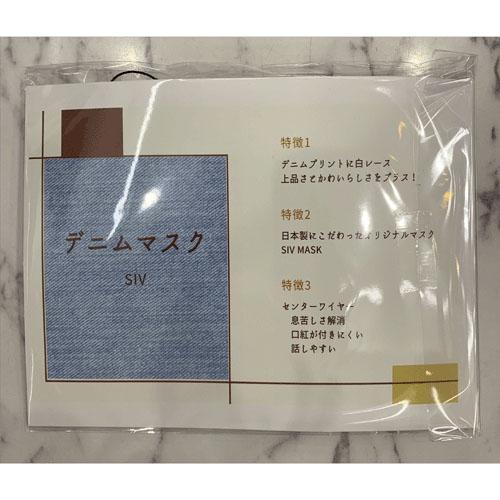 デニムマスク
SIV
特徴1
デニムプリントに白レース
上品さとかわいらしさをプラス！
特徴2
日本製にこだわったオリジナルマスク
SIV MASK
特徴3
センターワイヤー
息苦しさ解消
口紅が付きにくい
話しやすい